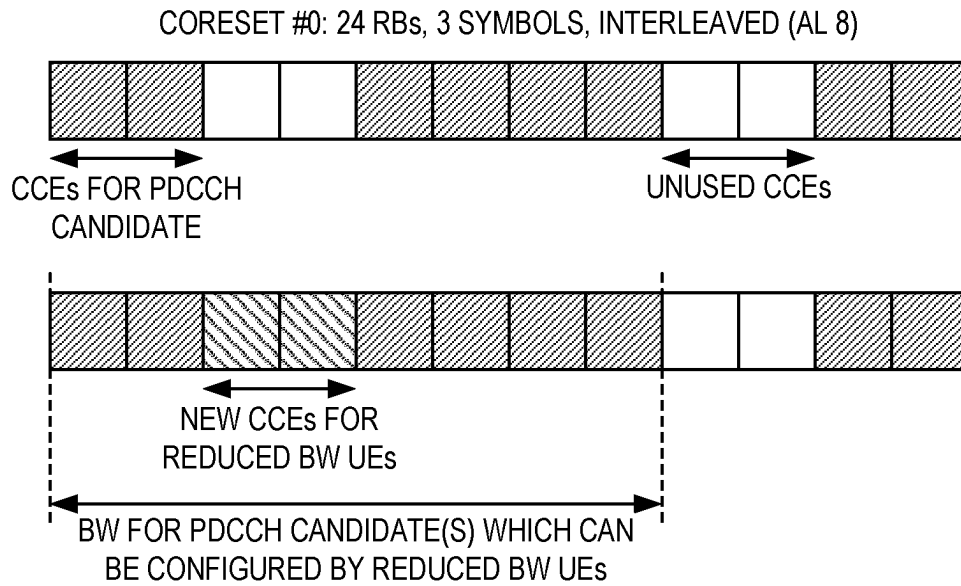 CORESET #0: 24 RBs, 3 SYMBOLS, INTERLEAVED (AL 8)
CCEs FOR PDCCH
CANDIDATE
UNUSED CCEs
NEW CCEs FOR
REDUCED BW UEs
BW FOR PDCCH CANDIDATE(S) WHICH CAN
BE CONFIGURED BY REDUCED BW UEs